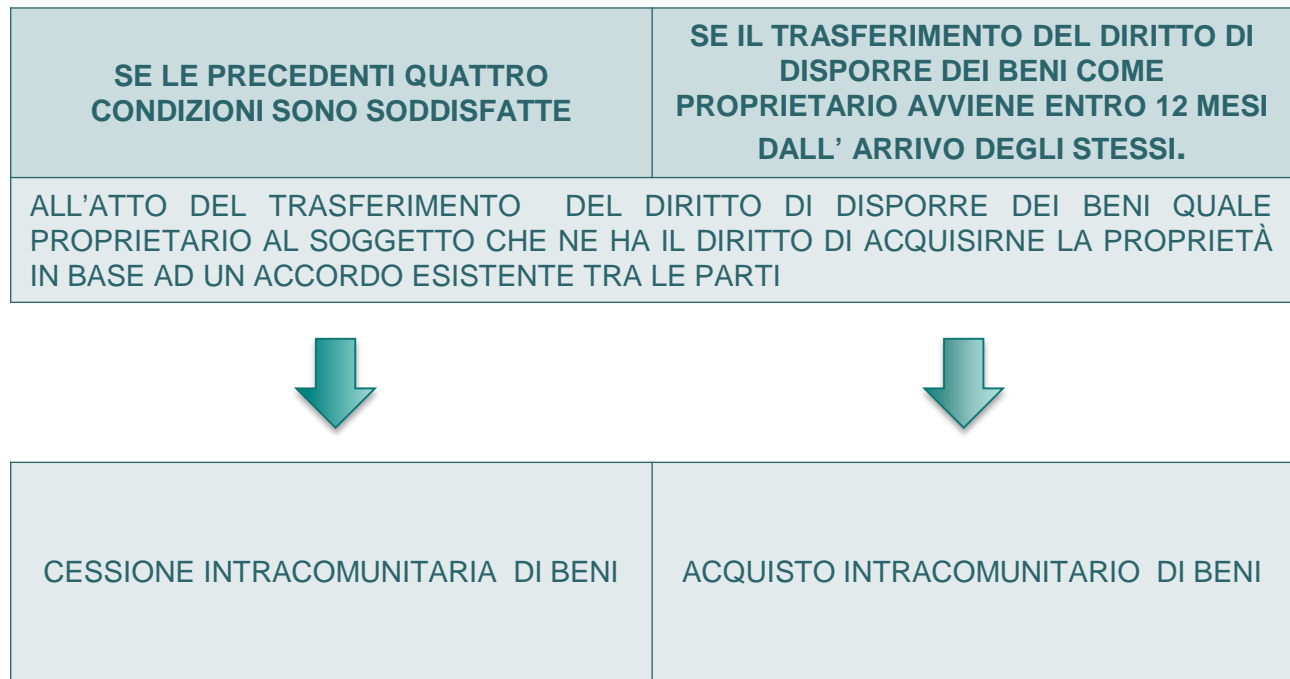 SE LE PRECEDENTI QUATTRO
CONDIZIONI SONO SODDISFATTE
SE IL TRASFERIMENTO DEL DIRITTO DI
DISPORRE DEI BENI COME
PROPRIETARIO AVVIENE ENTRO 12 MESI
DALL’ ARRIVO DEGLI STESSI.
ALL’ATTO DEL TRASFERIMENTO DEL DIRITTO DI DISPORRE DEI BENI QUALE
PROPRIETARIO AL SOGGETTO CHE NE HA IL DIRITTO DI ACQUISIRNE LA PROPRIETÀ
IN BASE AD UN ACCORDO ESISTENTE TRA LE PARTI
CESSIONE INTRACOMUNITARIA DI BENI
ACQUISTO INTRACOMUNITARIO DI BENI